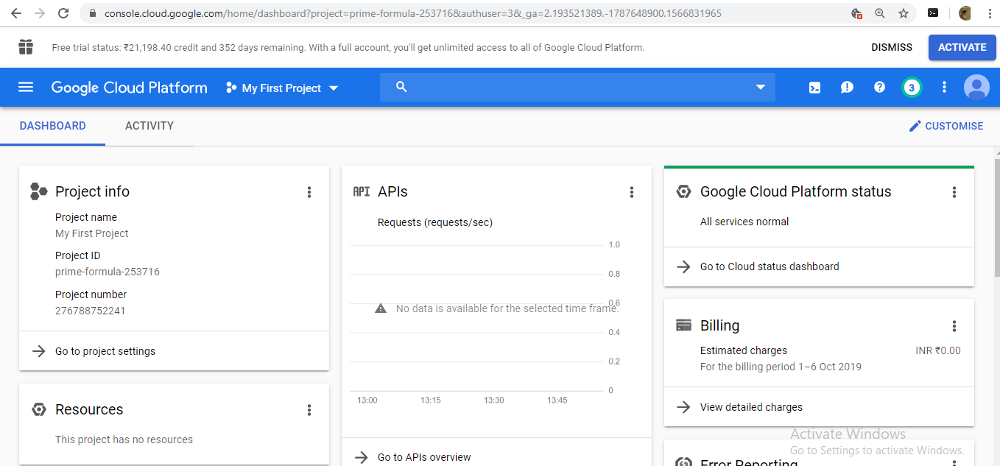 console.cloud.google.com/home/dashboard?project=prime-formula-253716&authuser=3&_ga=2.193521389.-1787648900.1566831965
Free trial status: ₹21,198.40 credit and 352 days remaining. With a full account, you'll get unlimited access to all of Google Cloud Platform.
DISMISS
ACTIVATE
Google Cloud Platform
My First Project
3
DASHBOARD
ACTIVITY
CUSTOMISE
Project info
Project name
My First Project
Project ID
prime-formula-253716
Project number
276788752241
Go to project settings
Resources
This project has no resources
API APIs
Requests (requests/sec)
1.0
0.8
0.6
No data is available for the selected time frame.
0.4
0.2
0
13:00 13:15 13:30 13:45
Go to APIs overview
Google Cloud Platform status
All services normal
Go to Cloud status dashboard
Billing
Estimated charges INR ₹0.00
For the billing period 1–6 Oct 2019
View detailed charges
Error Reporting
Activate Windows
Go to Settings to activate Windows.